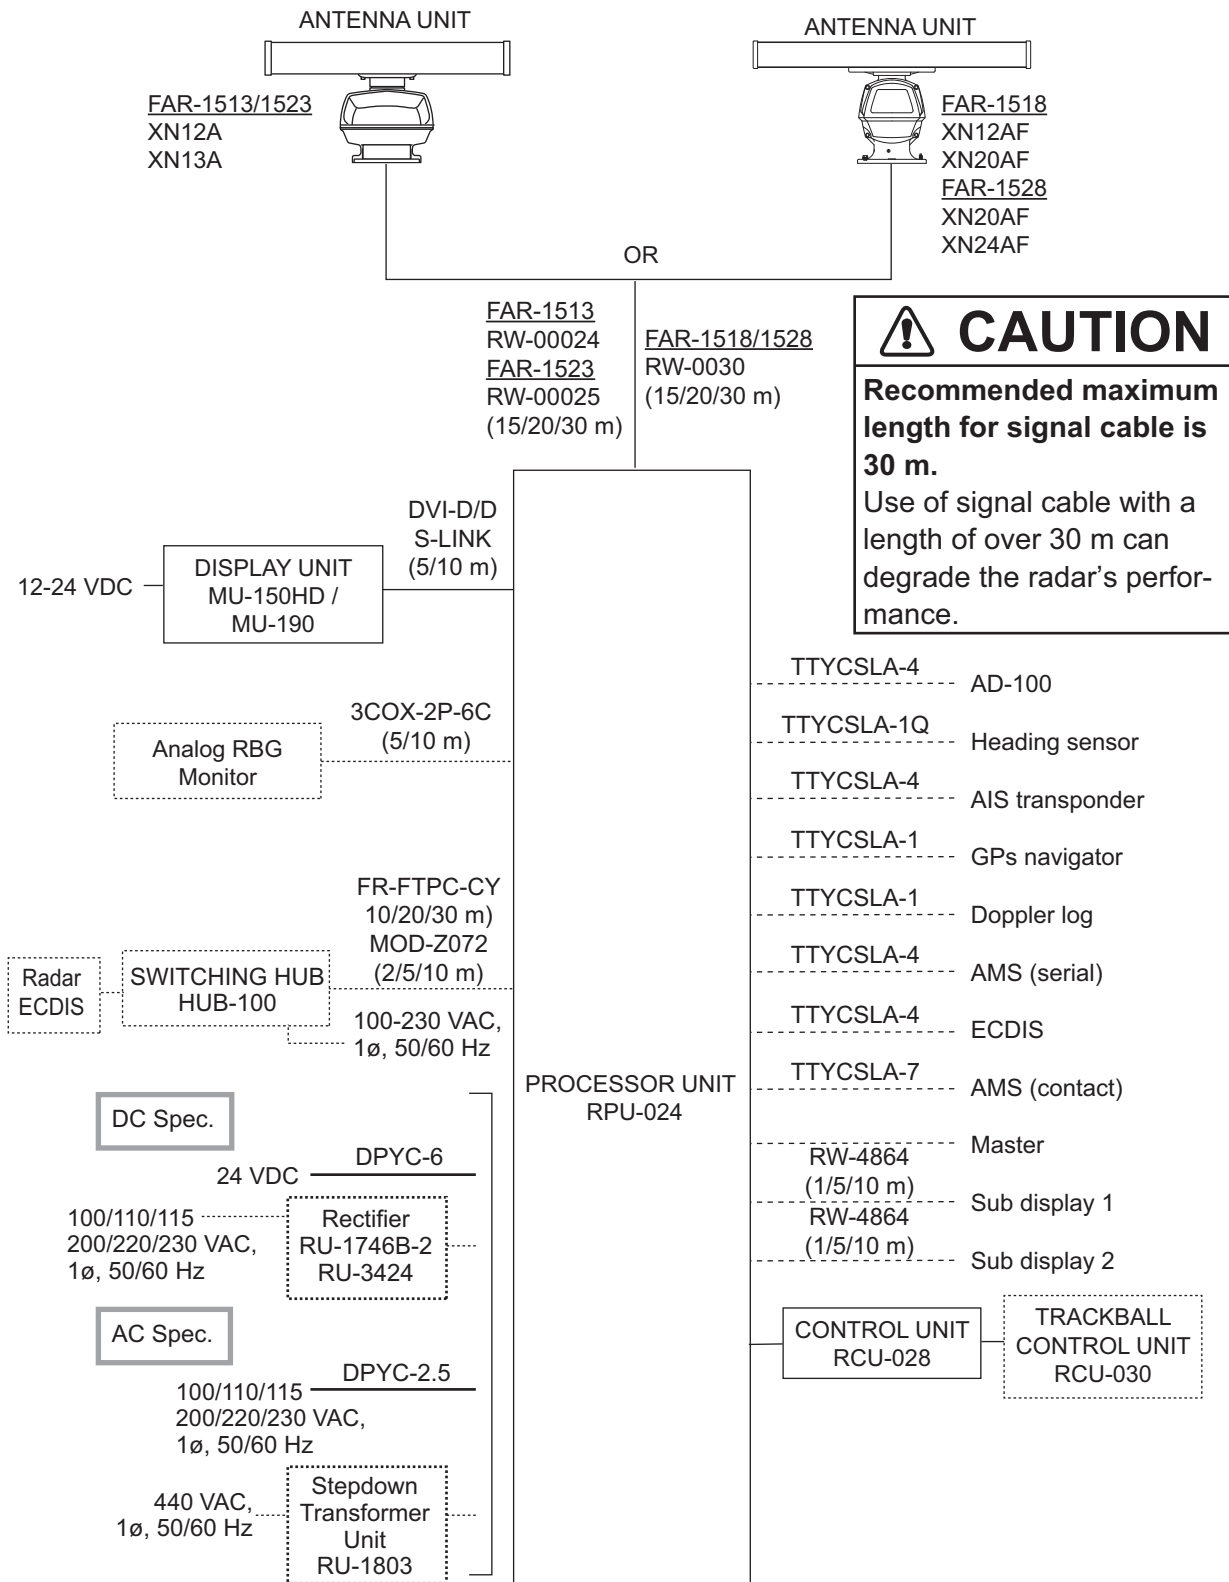 ANTENNA UNIT
ANTENNA UNIT
FAR-1513/1523
XN12A
XN13A
FAR-1518
XN12AF
XN20AF
FAR-1528
XN20AF
XN24AF
OR
FAR-1513
RW-00024
FAR-1523
RW-00025
(15/20/30 m)
FAR-1518/1528
RW-0030
(15/20/30 m)
CAUTION
Recommended maximum
length for signal cable is
30 m.
Use of signal cable with a
length of over 30 m can
degrade the radar's perfor-
mance.
DVI-D/D
S-LINK
(5/10 m)
12-24 VDC
DISPLAY UNIT
MU-150HD /
MU-190
3COX-2P-6C
(5/10 m)
Analog RBG
Monitor
FR-FTPC-CY
10/20/30 m)
MOD-Z072
(2/5/10 m)
Radar
ECDIS
SWITCHING HUB
HUB-100
100-230 VAC,
1ø, 50/60 Hz
PROCESSOR UNIT
RPU-024
DC Spec.
DPYC-6
24 VDC
100/110/115
200/220/230 VAC,
1ø, 50/60 Hz
Rectifier
RU-1746B-2
RU-3424
AC Spec.
DPYC-2.5
100/110/115
200/220/230 VAC,
1ø, 50/60 Hz
440 VAC,
1ø, 50/60 Hz
Stepdown
Transformer
Unit
RU-1803
TTYCSLA-4
AD-100
TTYCSLA-1Q
Heading sensor
TTYCSLA-4
AIS transponder
TTYCSLA-1
GPs navigator
TTYCSLA-1
Doppler log
TTYCSLA-4
AMS (serial)
TTYCSLA-4
ECDIS
TTYCSLA-7
AMS (contact)
Master
RW-4864
(1/5/10 m)
Sub display 1
RW-4864
(1/5/10 m)
Sub display 2
CONTROL UNIT
RCU-028
TRACKBALL
CONTROL UNIT
RCU-030